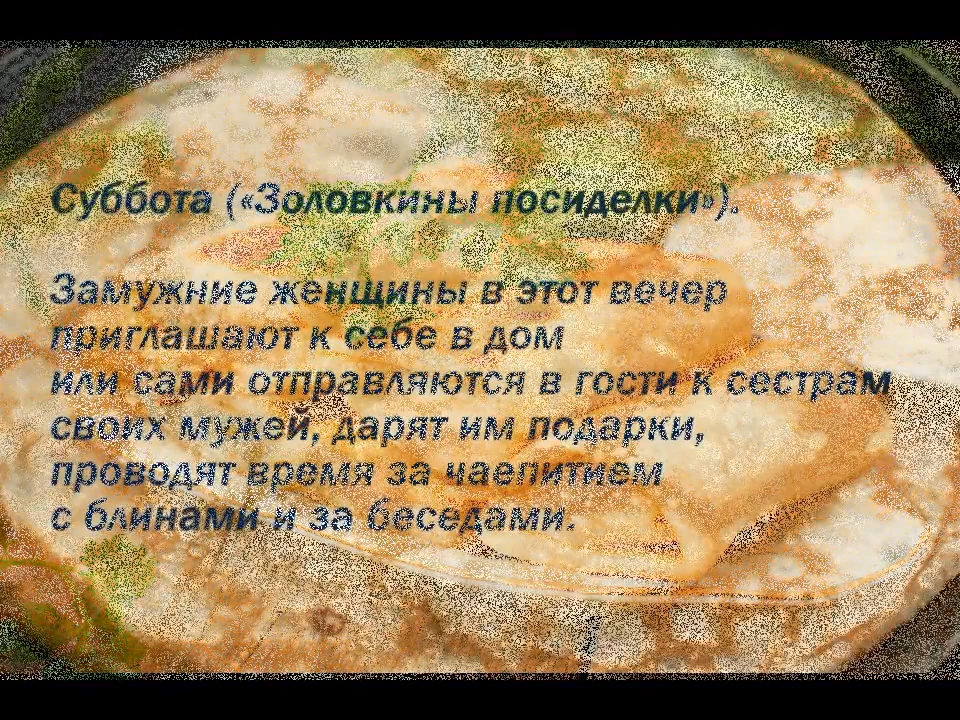 Суббота («Золовкины посиделки»).
Замужние женщины в этот вечер
приглашают к себе в дом
или сами отправляются в гости к сестрам
своих мужей, дарят им подарки,
проводят время за чаепитием
с блинами и за беседами.